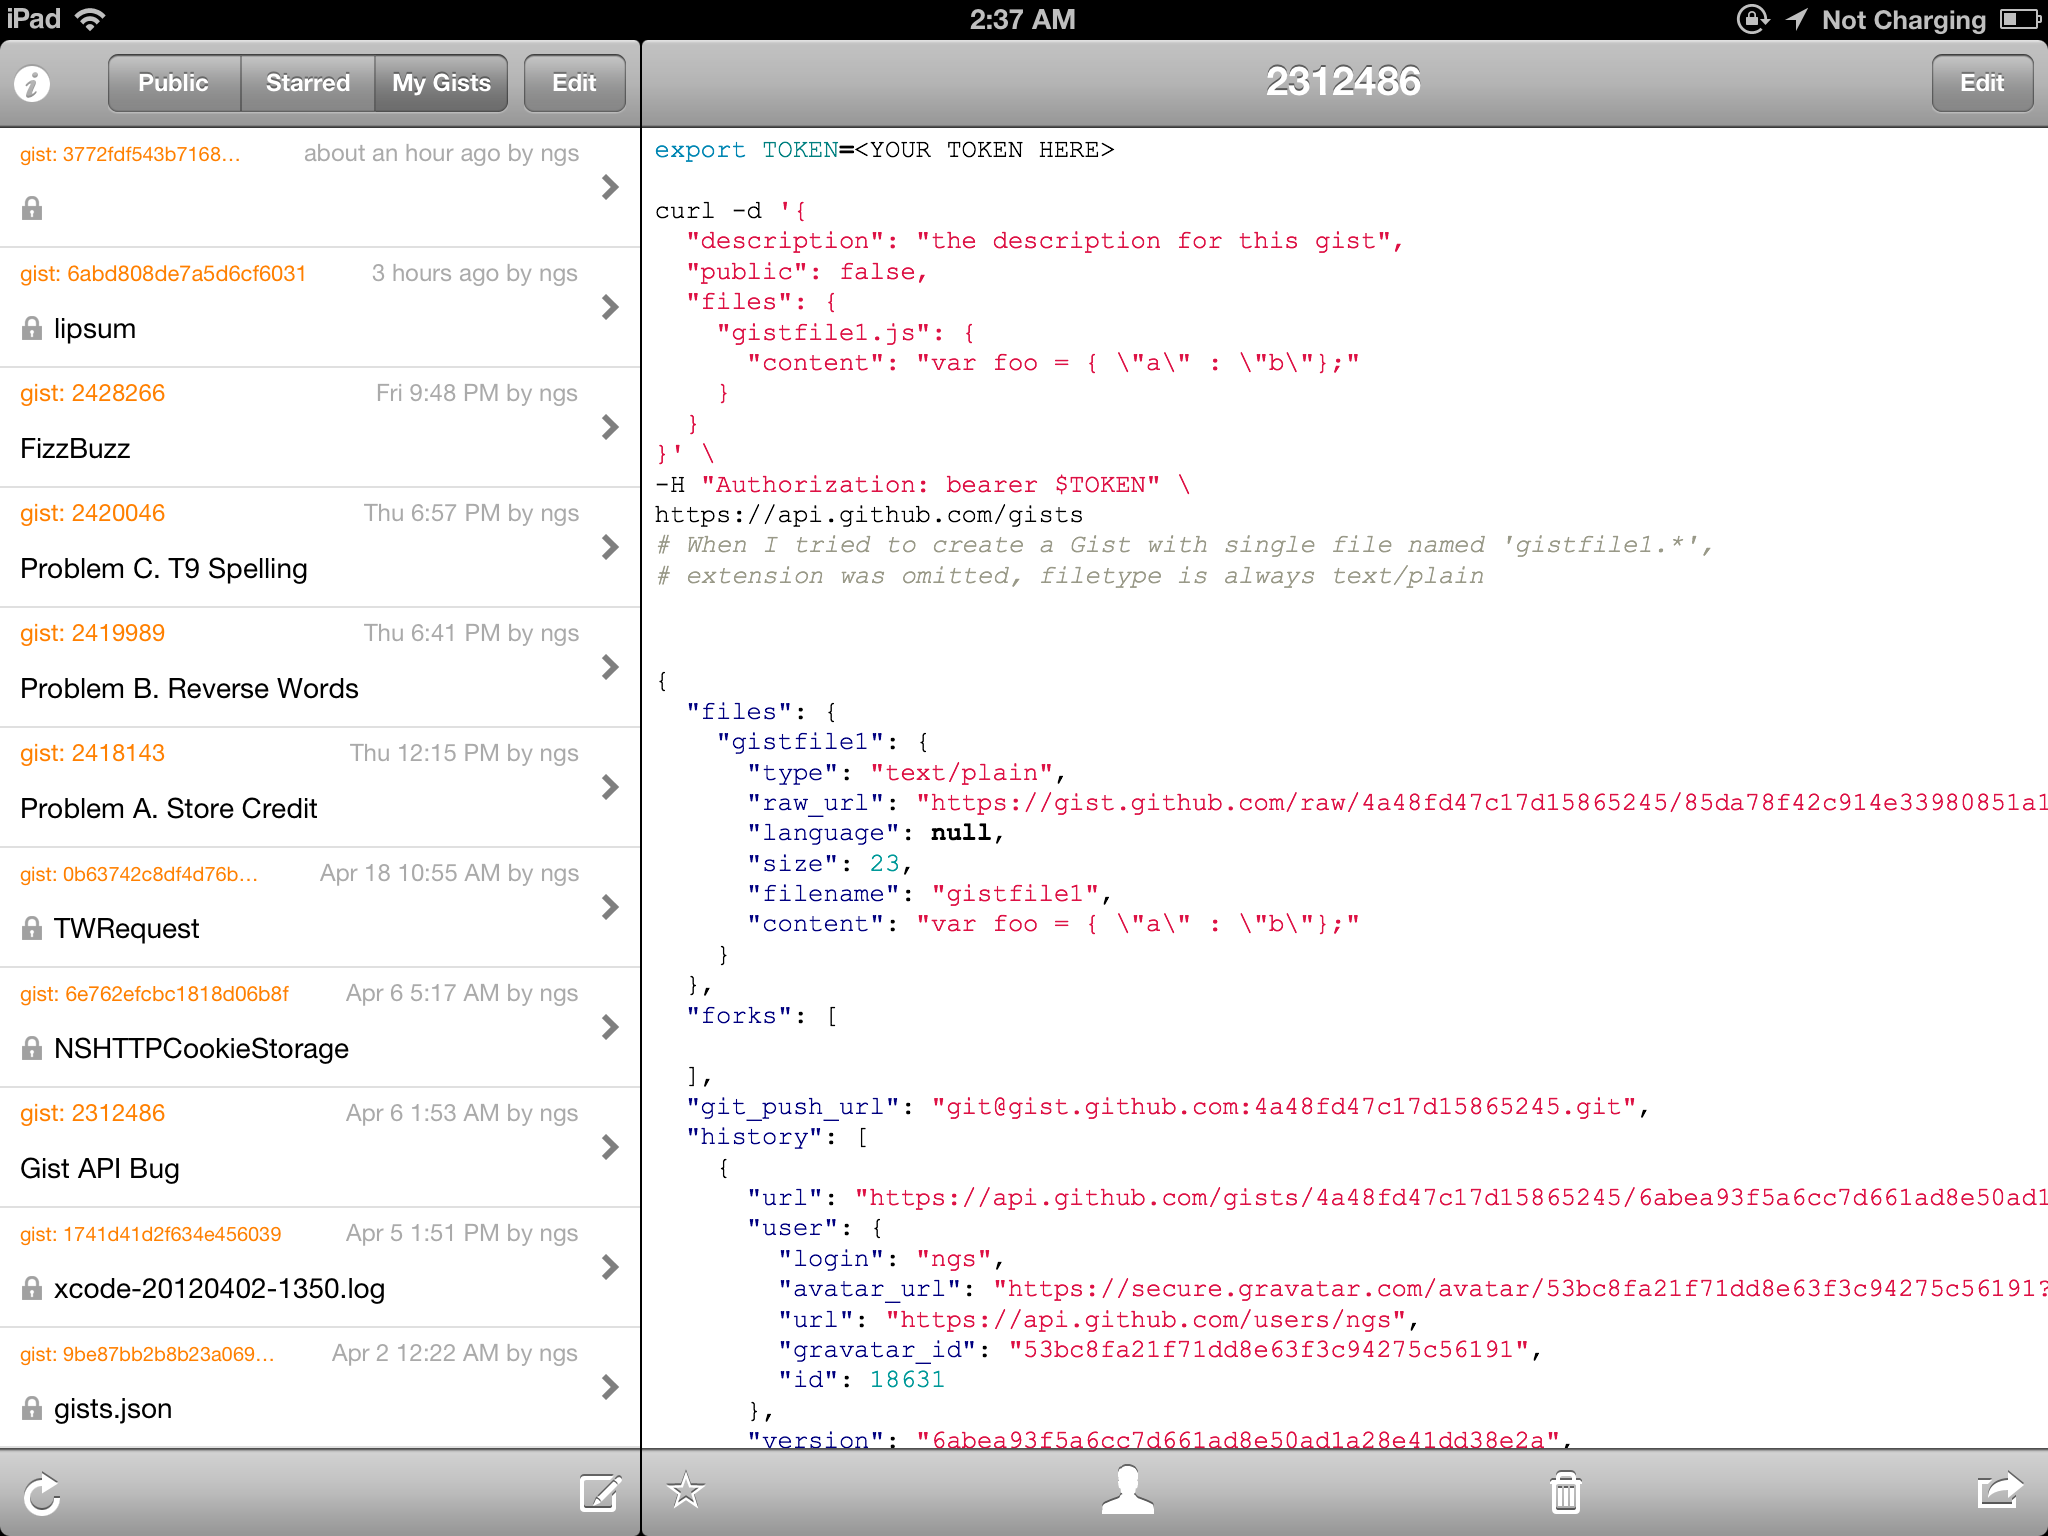 iPad 2:37 AM Not Charging
Public Starred My Gists Edit
gist: 3772fdf543b7168... about an hour ago by ngs
gist: 6abd808de7a5d6cf6031 3 hours ago by ngs
lipsum
gist: 2428266 Fri 9:48 PM by ngs
FizzBuzz
gist: 2420046 Thu 6:57 PM by ngs
Problem C. T9 Spelling
gist: 2419989 Thu 6:41 PM by ngs
Problem B. Reverse Words
gist: 2418143 Thu 12:15 PM by ngs
Problem A. Store Credit
gist: 0b63742c8df4d76b... Apr 18 10:55 AM by ngs
TWRequest
gist: 6e762efcbc1818d06b8f Apr 6 5:17 AM by ngs
NSHTTPCookieStorage
gist: 2312486 Apr 6 1:53 AM by ngs
Gist API Bug
gist: 1741d41d2f634e456039 Apr 5 1:51 PM by ngs
xcode-20120402-1350.log
gist: 9be87bb2b8b23a069... Apr 2 12:22 AM by ngs
gists.json
2312486 Edit
export TOKEN=<YOUR TOKEN HERE>
curl -d '{
"description": "the description for this gist",
"public": false,
"files": {
"gistfile1.js": {
"content": "var foo = { \"a\" : \"b\"};"
}
}
}' \
-H "Authorization: bearer $TOKEN" \
https://api.github.com/gists
# When I tried to create a Gist with single file named 'gistfile1.*',
# extension was omitted, filetype is always text/plain
{
"files": {
"gistfile1": {
"type": "text/plain",
"raw_url": "https://gist.github.com/raw/4a48fd47c17d15865245/85da78f42c914e33980851a1
"language": null,
"size": 23,
"filename": "gistfile1",
"content": "var foo = { \"a\" : \"b\"};"
}
},
"forks": [
],
"git_push_url": "git@gist.github.com:4a48fd47c17d15865245.git",
"history": [
{
"url": "https://api.github.com/gists/4a48fd47c17d15865245/6abea93f5a6cc7d661ad8e50ad1
"user": {
"login": "ngs",
"avatar_url": "https://secure.gravatar.com/avatar/53bc8fa21f71dd8e63f3c94275c56191?
"url": "https://api.github.com/users/ngs",
"gravatar_id": "53bc8fa21f71dd8e63f3c94275c56191",
"id": 18631
},
"version": "6abea93f5a6cc7d661ad8e50ad1a28e41dd38e2a",